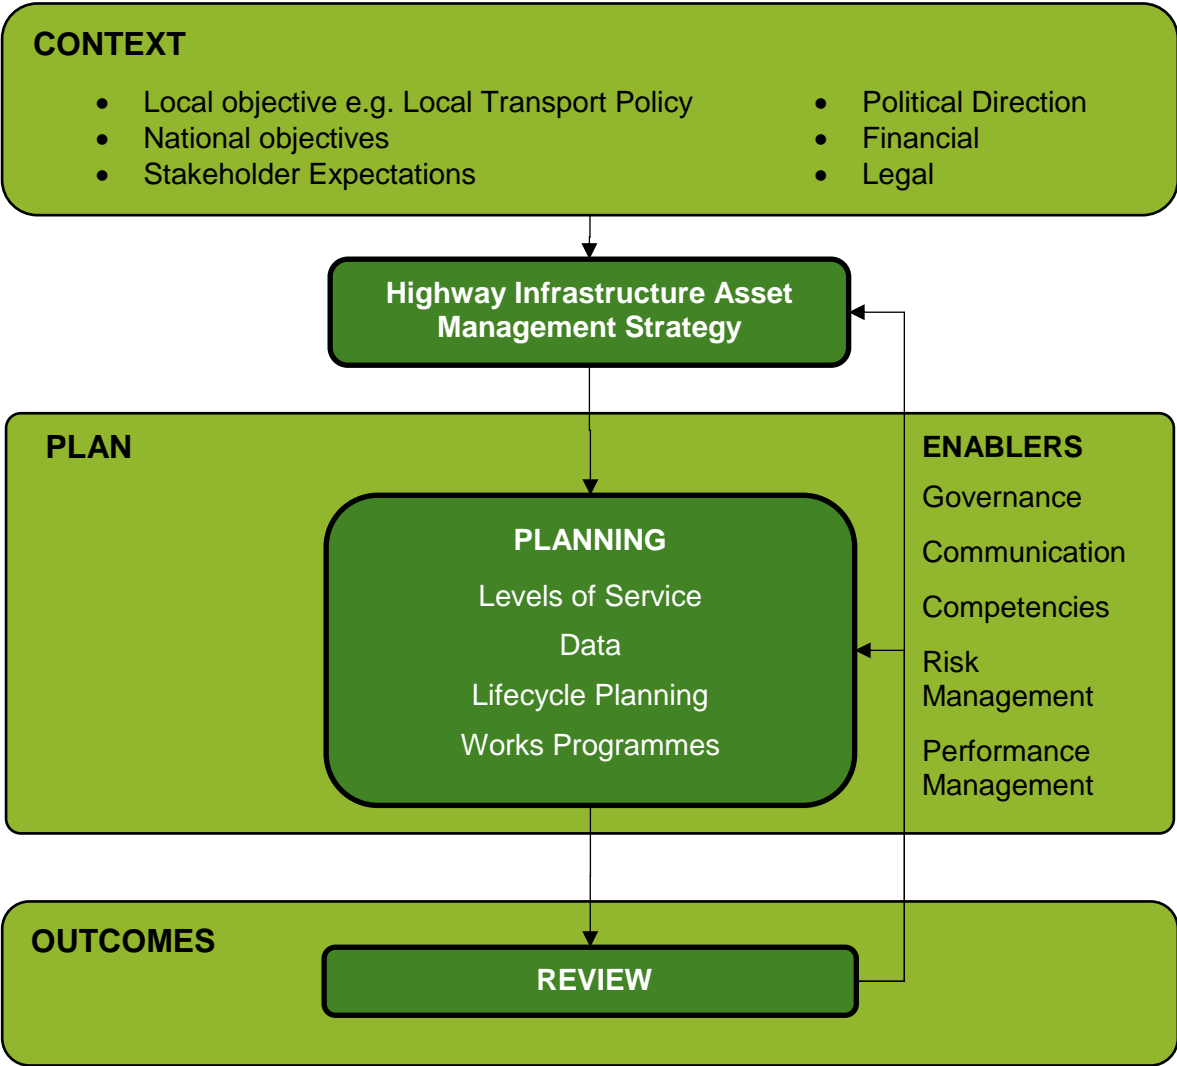 CONTEXT
• Local objective e.g. Local Transport Policy
• National objectives
• Stakeholder Expectations
• Political Direction
• Financial
• Legal
Highway Infrastructure Asset
Management Strategy
PLAN
PLANNING
Levels of Service
Data
Lifecycle Planning
Works Programmes
ENABLERS
Governance
Communication
Competencies
Risk
Management
Performance
Management
OUTCOMES
REVIEW